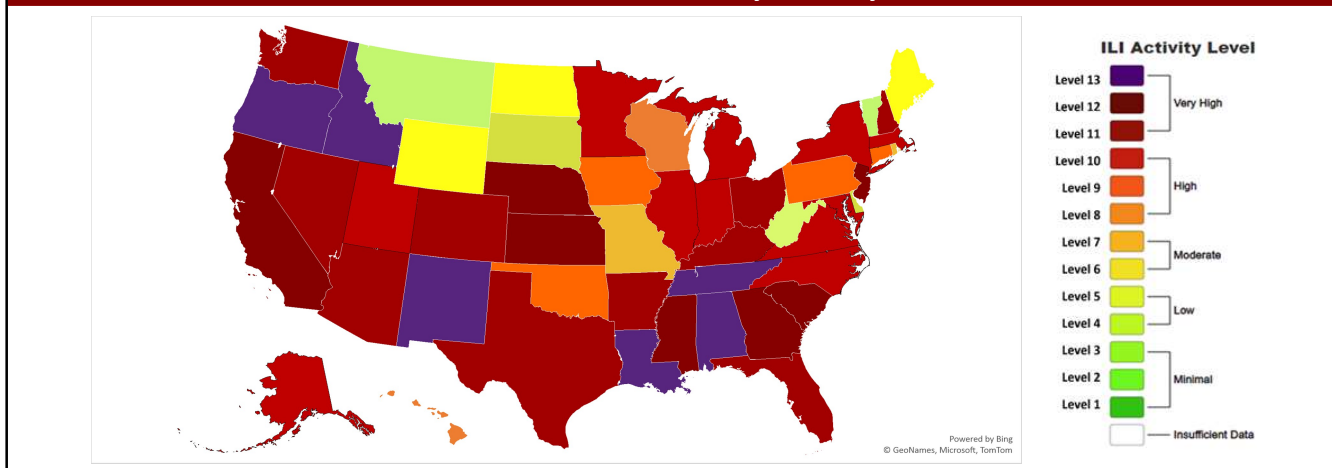 ILI Activity Level
Level 13
Level 12
Very High
Level 11
Level 10
Level 9
High
Level 8
Level 7
Moderate
Level 6
Level 5
Low
Level 4
Level 3
Level 2
Minimal
Level 1
Insufficient Data
Powered by Bing
© GeoNames, Microsoft, TomTom